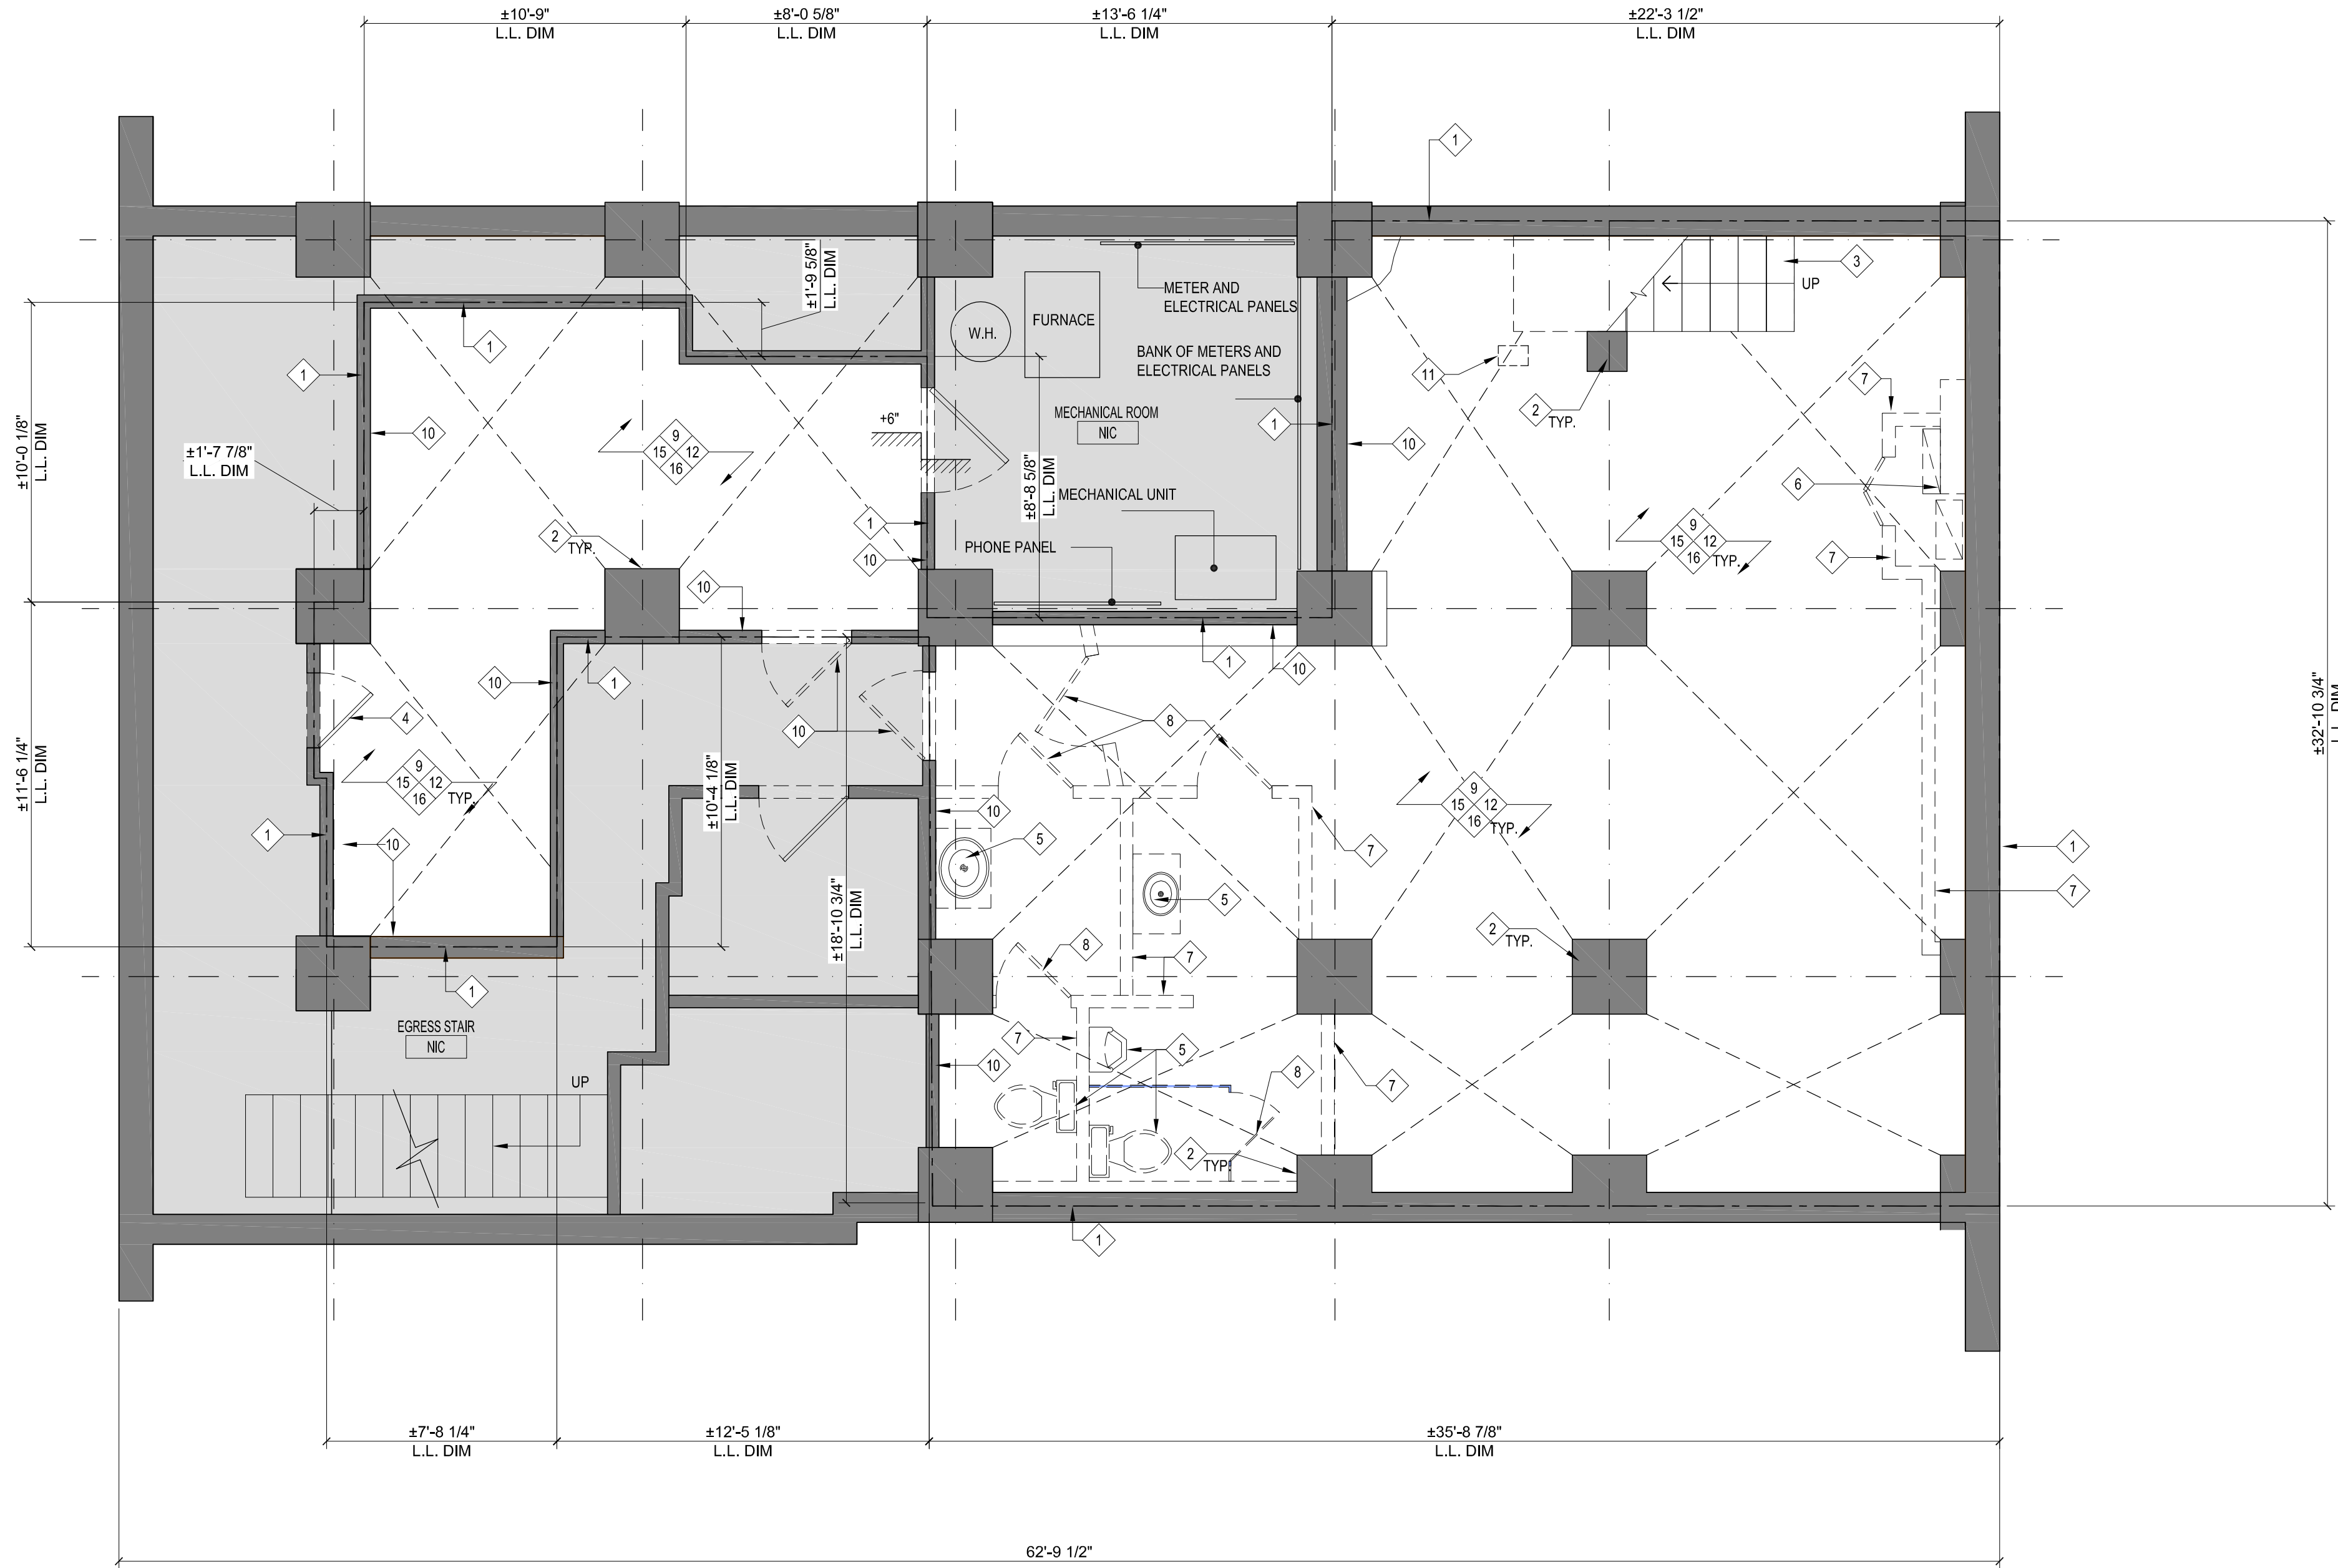 ±10'-9"
L.L. DIM
±8'-0 5/8"
L.L. DIM
±13'-6 1/4"
L.L. DIM
±22'-3 1/2"
L.L. DIM
1
±1'-9 5/8"
L.L. DIM
METER AND
ELECTRICAL PANELS
3
UP
FURNACE
W.H.
1
BANK OF METERS AND
ELECTRICAL PANELS
1
11
7
2
TYP.
+6"
MECHANICAL ROOM
NIC
1
10
10
9
15
12
16
±10'-0 1/8"
L.L. DIM
±1'-7 7/8"
L.L. DIM
±8'-8 5/8"
L.L. DIM
MECHANICAL UNIT
6
1
2
TYP.
PHONE PANEL
10
9
15
12
16
TYP.
7
10
10
1
1
10
4
8
10
±32'-10 3/4"
L.L. DIM
9
15
12
16
TYP.
±11'-6 1/4"
L.L. DIM
±10'-4 1/8"
L.L. DIM
9
15
12
16
TYP.
1
10
10
5
7
1
±18'-10 3/4"
L.L. DIM
5
7
2
TYP.
8
7
1
EGRESS STAIR
NIC
7
5
10
8
7
UP
2
TYP.
1
±7'-8 1/4"
L.L. DIM
±12'-5 1/8"
L.L. DIM
±35'-8 7/8"
L.L. DIM
62'-9 1/2"